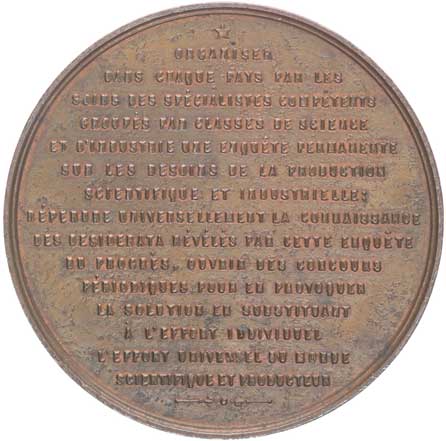 ORGANISER
DANS CHAQUE PAYS PAR LES
SOINS DES SPÉCIALISTES COMPÉTENTS
GROUPÉS PAR CLASSES DE SCIENCE
ET D'INDUSTRIE UNE ENQUÊTE PERMANENTE
SUR LES BESOINS DE LA PRODUCTION
SCIENTIFIQUE ET INDUSTRIELLE;
RÉPENDRE UNIVERSELLEMENT LA CONNAISSANCE
DES DESIDERATA RÉVÉLÉS PAR CETTE ENQUÊTE
DU PROGRÈS, OUVRIR DES CONCOURS
PÉRIODIQUES POUR EN PROVOQUER
LA SOLUTION EN SUBSTITUANT
À L'EFFORT INDIVIDUEL
L'EFFORT UNIVERSEL DU MONDE
SCIENTIFIQUE ET PRODUCTEUR